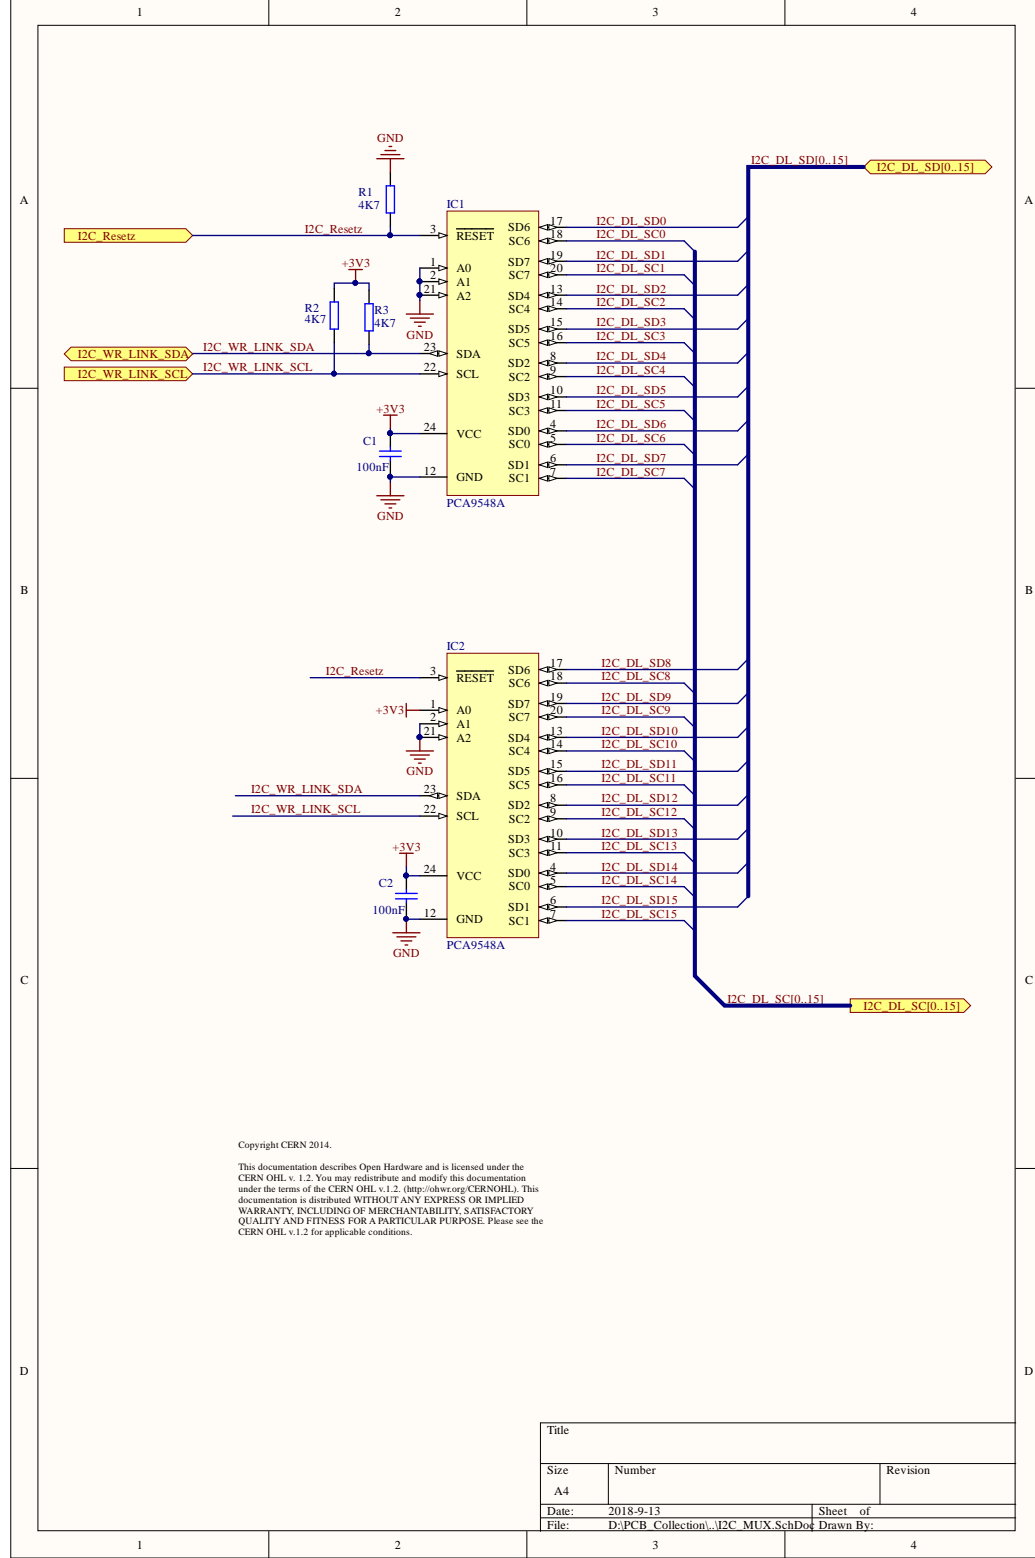 1 2 3 4
A A
B B
C C
D D
GND
R1
4K7
I2C_Resetz
I2C_Resetz
+3V3
R2
4K7
R3
4K7
GND
I2C_WR_LINK_SDA
I2C_WR_LINK_SDA
I2C_WR_LINK_SCL
I2C_WR_LINK_SCL
+3V3
C1
100nF
GND
IC1
3 RESET
1 A0
2 A1
21 A2
23 SDA
22 SCL
24 VCC
12 GND
SD6 17 I2C_DL_SD0
SC6 18 I2C_DL_SC0
SD7 19 I2C_DL_SD1
SC7 20 I2C_DL_SC1
SD4 13 I2C_DL_SD2
SC4 14 I2C_DL_SC2
SD5 15 I2C_DL_SD3
SC5 16 I2C_DL_SC3
SD2 8 I2C_DL_SD4
SC2 9 I2C_DL_SC4
SD3 10 I2C_DL_SD5
SC3 11 I2C_DL_SC5
SD0 4 I2C_DL_SD6
SC0 5 I2C_DL_SC6
SD1 6 I2C_DL_SD7
SC1 7 I2C_DL_SC7
PCA9548A
I2C_DL_SD[0..15]
I2C_DL_SD[0..15]
IC2
I2C_Resetz
3 RESET
+3V3
1 A0
2 A1
21 A2
GND
I2C_WR_LINK_SDA
23 SDA
I2C_WR_LINK_SCL
22 SCL
+3V3
C2
100nF
GND
24 VCC
12 GND
SD6 17 I2C_DL_SD8
SC6 18 I2C_DL_SC8
SD7 19 I2C_DL_SD9
SC7 20 I2C_DL_SC9
SD4 13 I2C_DL_SD10
SC4 14 I2C_DL_SC10
SD5 15 I2C_DL_SD11
SC5 16 I2C_DL_SC11
SD2 8 I2C_DL_SD12
SC2 9 I2C_DL_SC12
SD3 10 I2C_DL_SD13
SC3 11 I2C_DL_SC13
SD0 4 I2C_DL_SD14
SC0 5 I2C_DL_SC14
SD1 6 I2C_DL_SD15
SC1 7 I2C_DL_SC15
PCA9548A
I2C_DL_SC[0..15]
I2C_DL_SC[0..15]
Copyright CERN 2014.
This documentation describes Open Hardware and is licensed under the
CERN OHL v. 1.2. You may redistribute and modify this documentation
under the terms of the CERN OHL v.1.2. (http://ohwr.org/CERNOHL). This
documentation is distributed WITHOUT ANY EXPRESS OR IMPLIED
WARRANTY, INCLUDING OF MERCHANTABILITY, SATISFACTORY
QUALITY AND FITNESS FOR A PARTICULAR PURPOSE. Please see the
CERN OHL v.1.2 for applicable conditions.
Title
Size Number Revision
A4
Date: 2018-9-13 Sheet of
File: D:\PCB_Collection\..\I2C_MUX.SchDoc Drawn By:
1 2 3 4